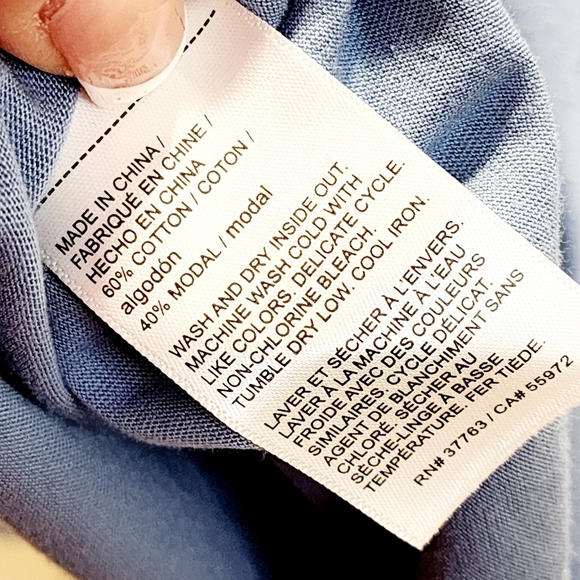 MADE IN CHINA /
FABRIQUÉ EN CHINE /
HECHO EN CHINA
60% COTTON / COTON /
algodón
40% MODAL / modal
WASH AND DRY INSIDE OUT.
MACHINE WASH COLD WITH
LIKE COLORS. DELICATE CYCLE.
NON-CHLORINE BLEACH.
TUMBLE DRY LOW. COOL IRON.
LAVER ET SÉCHER À L'ENVERS.
LAVER À LA MACHINE À L'EAU
FROIDE AVEC DES COULEURS
SIMILAIRES. CYCLE DÉLICAT.
AGENT DE BLANCHIMENT SANS
CHLORE. SÉCHER AU
SÈCHE-LINGE À BASSE
TEMPÉRATURE. FER TIÈDE.
RN# 37763 / CA# 55972